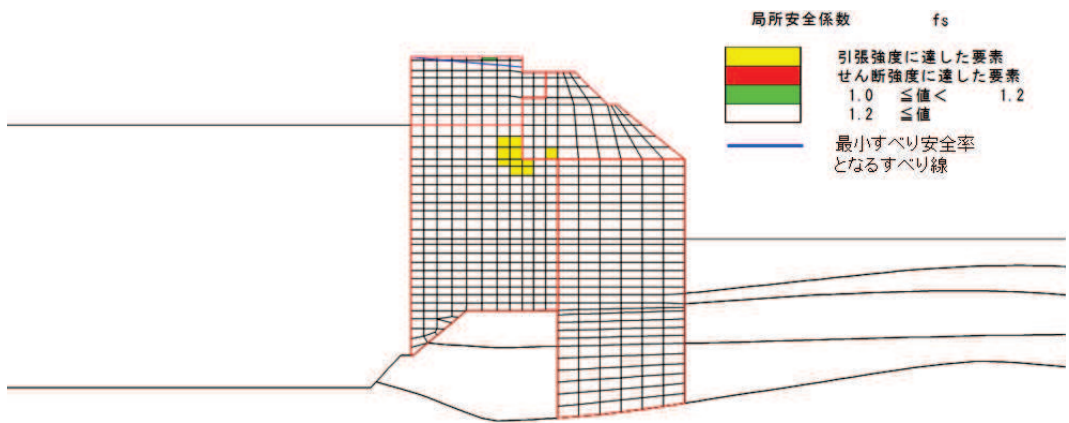 局所安全係数 fs
引張強度に達した要素
せん断強度に達した要素
1.0 ≦値< 1.2
1.2 ≦値
最小すべり安全率
となるすべり線